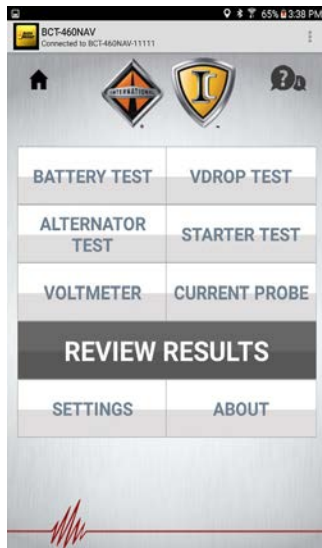 65% 3:38 PM
BCT-460NAV
Connected to BCT-460NAV-11111
INTERNATIONAL
I
BATTERY TEST
VDROP TEST
ALTERNATOR
TEST
STARTER TEST
VOLTMETER
CURRENT PROBE
REVIEW RESULTS
SETTINGS
ABOUT